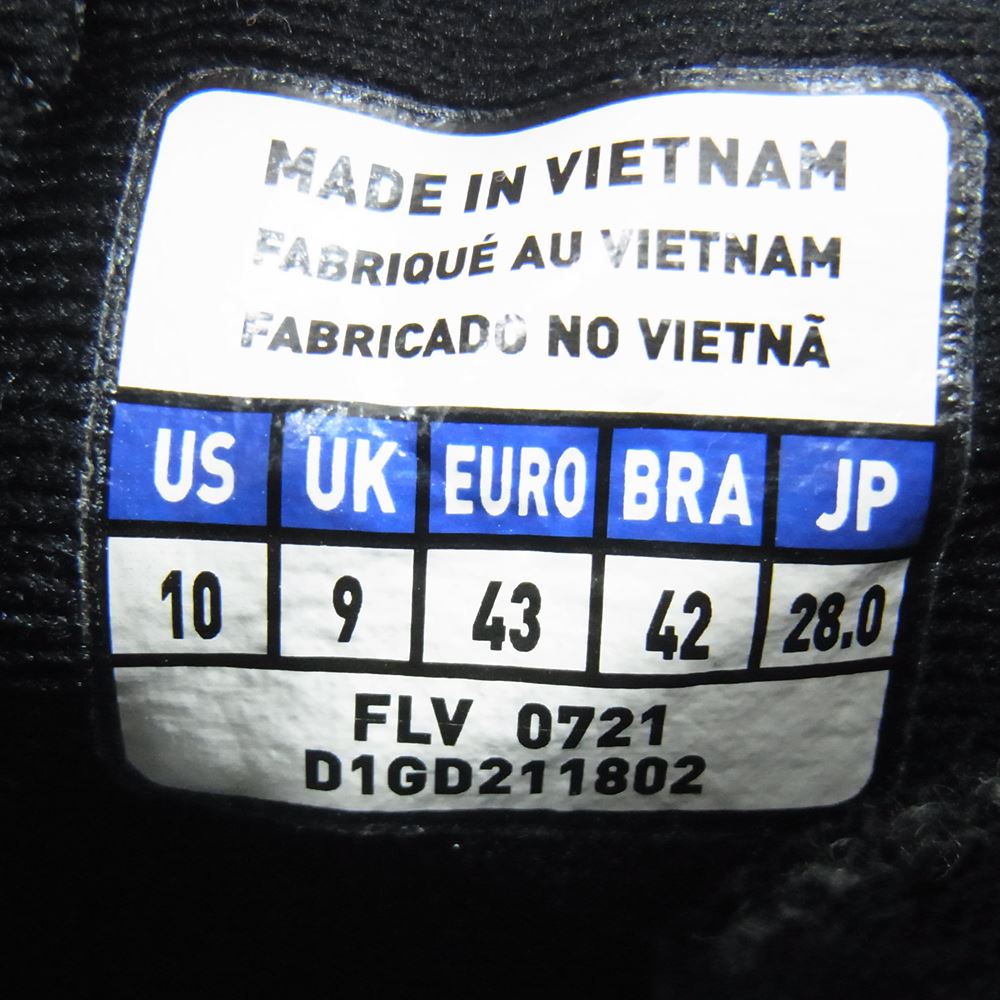 MADE IN VIETNAM
FABRIQUÉ AU VIETNAM
FABRICADO NO VIETNÃ
US UK EURO BRA JP
10 9 43 42 28.0
FLV 0721
D1GD211802